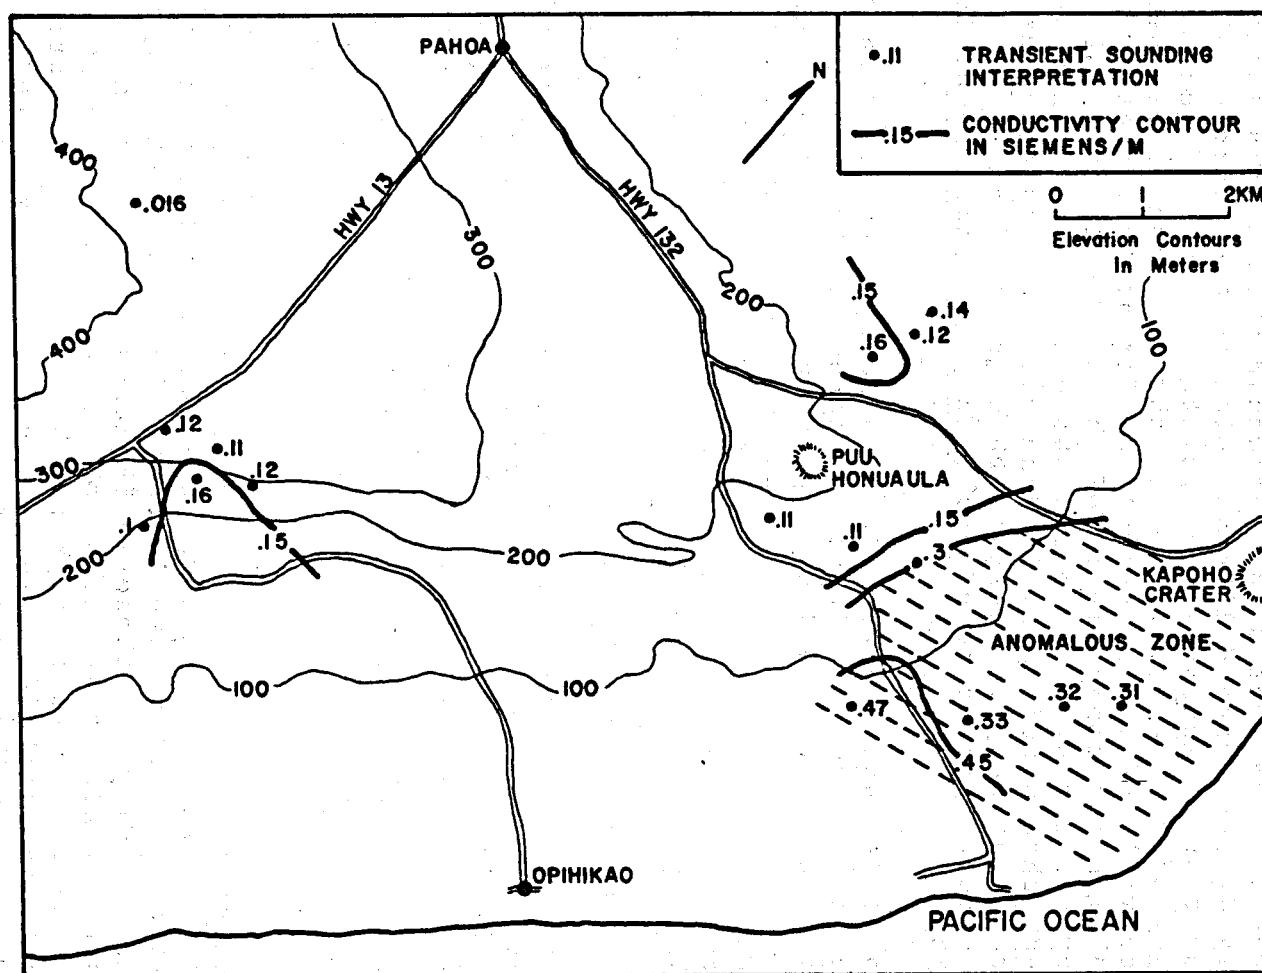 PAHOA
N
.11 TRANSIENT SOUNDING
INTERPRETATION
.15 CONDUCTIVITY CONTOUR
IN SIEMENS/M
0 1 2KM
Elevation Contours
In Meters
400
.016
HWY 13
HWY 132
300
200
.15
.14
.12
.16
100
400
.12
.11
.12
300
.16
PUU
HONUAULA
.11
.15
.1
.15
.11
.3
200
200
KAPOHO
CRATER
ANOMALOUS ZONE
100
100
.47
.33
.32
.31
.45
OPIHIKAO
PACIFIC OCEAN